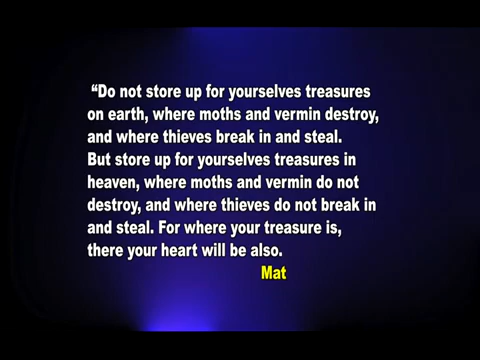 “Do not store up for yourselves treasures
on earth, where moths and vermin destroy,
and where thieves break in and steal.
But store up for yourselves treasures in
heaven, where moths and vermin do not
destroy, and where thieves do not break in
and steal. For where your treasure is,
there your heart will be also.
Mat